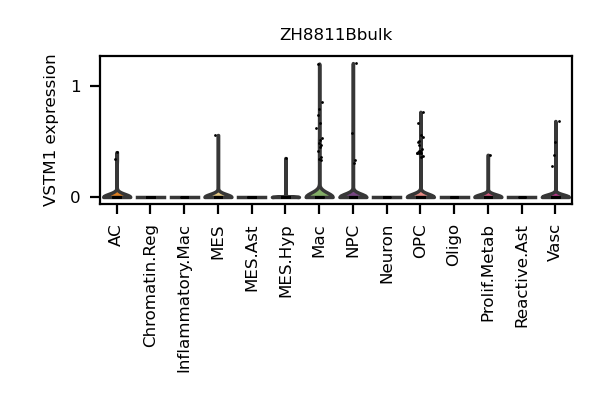 ZH8811Bbulk
VSTM1 expression
1
0
AC
Chromatin.Reg
Inflammatory.Mac
MES
MES.Ast
MES.Hyp
Mac
NPC
Neuron
OPC
Oligo
Prolif.Metab
Reactive.Ast
Vasc